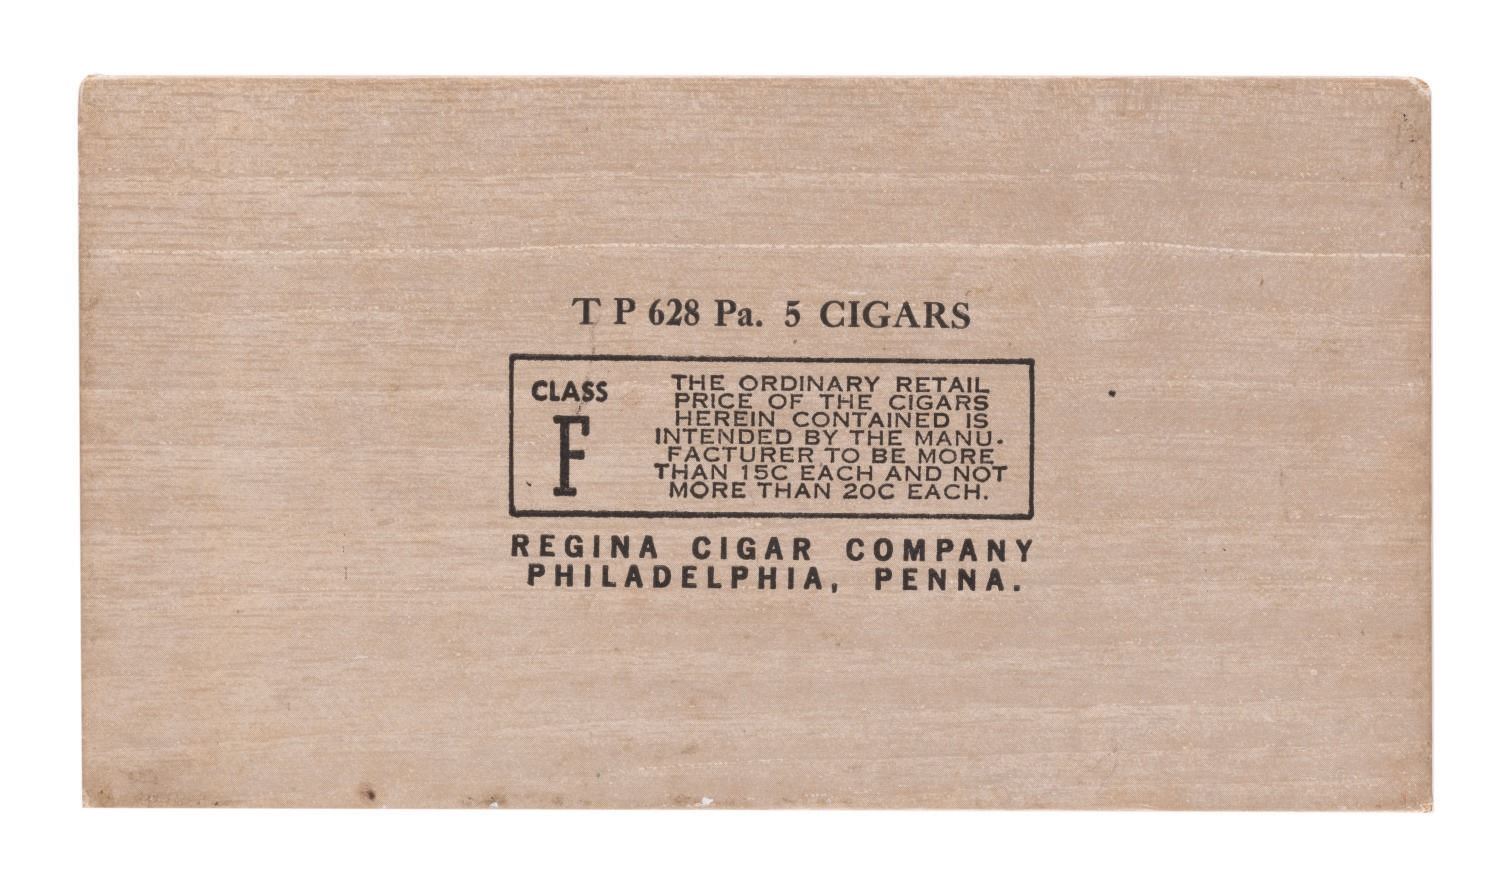 T P 628 Pa. 5 CIGARS
CLASS
F
THE ORDINARY RETAIL
PRICE OF THE CIGARS
HEREIN CONTAINED IS
INTENDED BY THE MANU-
FACTURER TO BE MORE
THAN 15C EACH AND NOT
MORE THAN 20C EACH.
REGINA CIGAR COMPANY
PHILADELPHIA, PENNA.